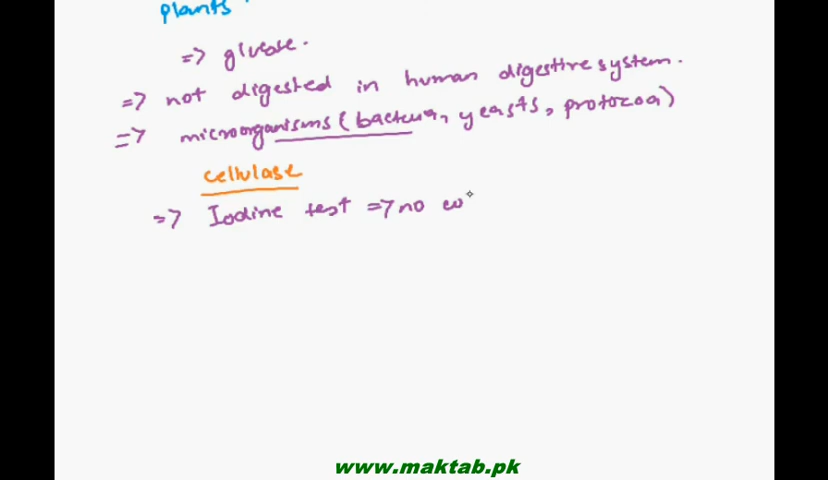 plants
=> glucose.
=> not digested in human digestive system.
=> microorganisms (bacteria, yeasts, protozoa)
cellulase
=> Iodine test => no co
www.maktab.pk